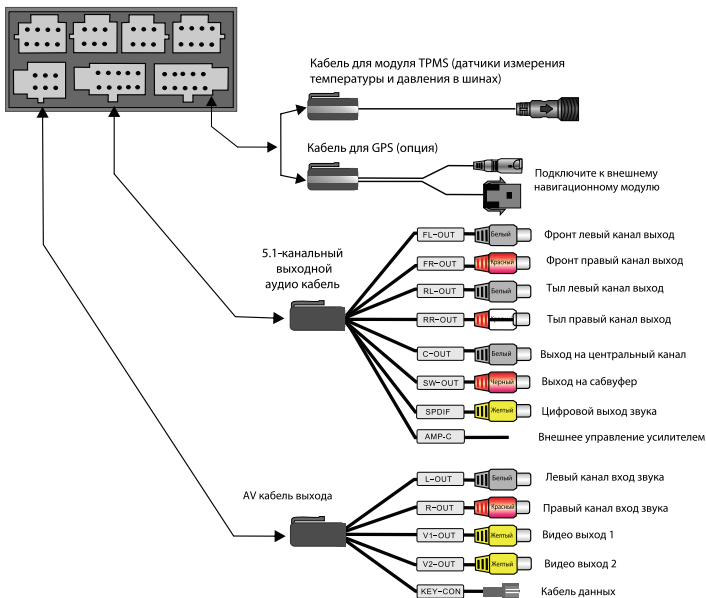 Кабель для модуля TPMS (датчики измерения
температуры и давления в шинах)
Кабель для GPS (опция)
Подключите к внешнему
навигационному модулю
5.1-канальный
выходной
аудио кабель
FL-OUT Белый Фронт левый канал выход
FR-OUT Красный Фронт правый канал выход
RL-OUT Белый Тыл левый канал выход
RR-OUT Тыл правый канал выход
C-OUT Белый Выход на центральный канал
SW-OUT Черный Выход на сабвуфер
SPDIF Желтый Цифровой выход звука
AMP-C Внешнее управление усилителем
AV кабель выхода
L-OUT Белый Левый канал вход звука
R-OUT Красный Правый канал вход звука
V1-OUT Желтый Видео выход 1
V2-OUT Желтый Видео выход 2
KEY-CON Кабель данных